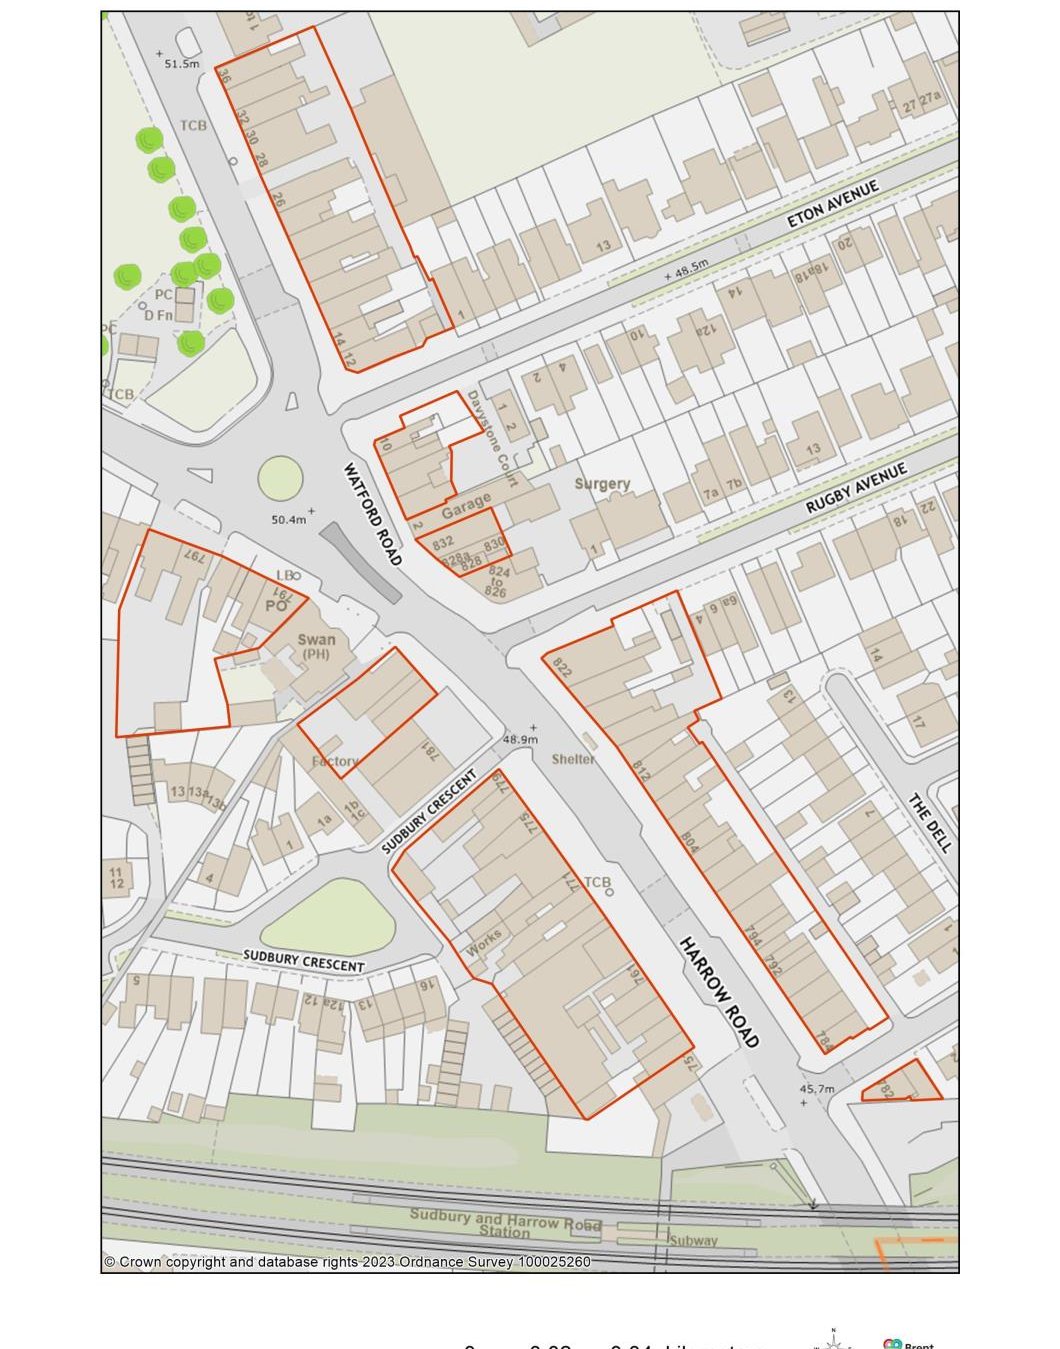 51.5m
TCB
36
32
30
28
26
14
12
27
27a
ETON AVENUE
13
48.5m
1
20
18a
18
14
12a
10
4
2
PC
D Fn
PC
TCB
Davystone Court
1
2
10
WATFORD ROAD
50.4m
Garage
2
Surgery
13
7a
7b
RUGBY AVENUE
22
18
1
832
830
828a
828
824
to
826
797
LB
791
PO
Swan
(PH)
6a
6
4
822
14
17
13
48.9m
Shelter
Factory
781
812
SUDBURY CRESCENT
779
775
13
13a
13b
1b
1c
1a
1
4
11
12
THE DELL
7
804
771
TCB
Works
794
792
761
SUDBURY CRESCENT
5
12
12a
13
16
HARROW ROAD
784
782
45.7m
Sudbury and Harrow Road
Station
Subway
© Crown copyright and database rights 2023 Ordnance Survey 100025260
N
Brent